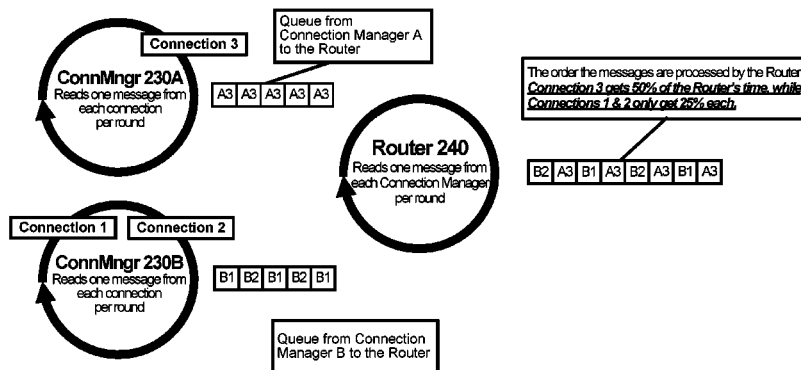 Connection 3
ConnMngr 230A
Reads one message from
each connection
per round
A3 A3 A3 A3 A3
Queue from
Connection Manager A
to the Router
The order the messages are processed by the Router
Connection 3 gets 50% of the Router's time, while
Connections 1 & 2 only get 25% each.
Router 240
Reads one message from
each Connection Manager
per round
B2 A3 B1 A3 B2 A3 B1 A3
Connection 1
Connection 2
ConnMngr 230B
Reads one message from
each connection
per round
B1 B2 B1 B2 B1
Queue from Connection
Manager B to the Router